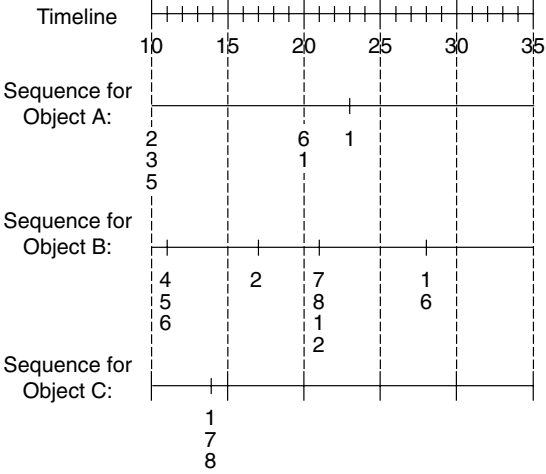 Timeline
10 15 20 25 30 35
Sequence for
Object A:
2 6 1
3 1
5
Sequence for
Object B:
4 2 7 1
5 8 6
6 1
2
Sequence for
Object C:
1
7
8